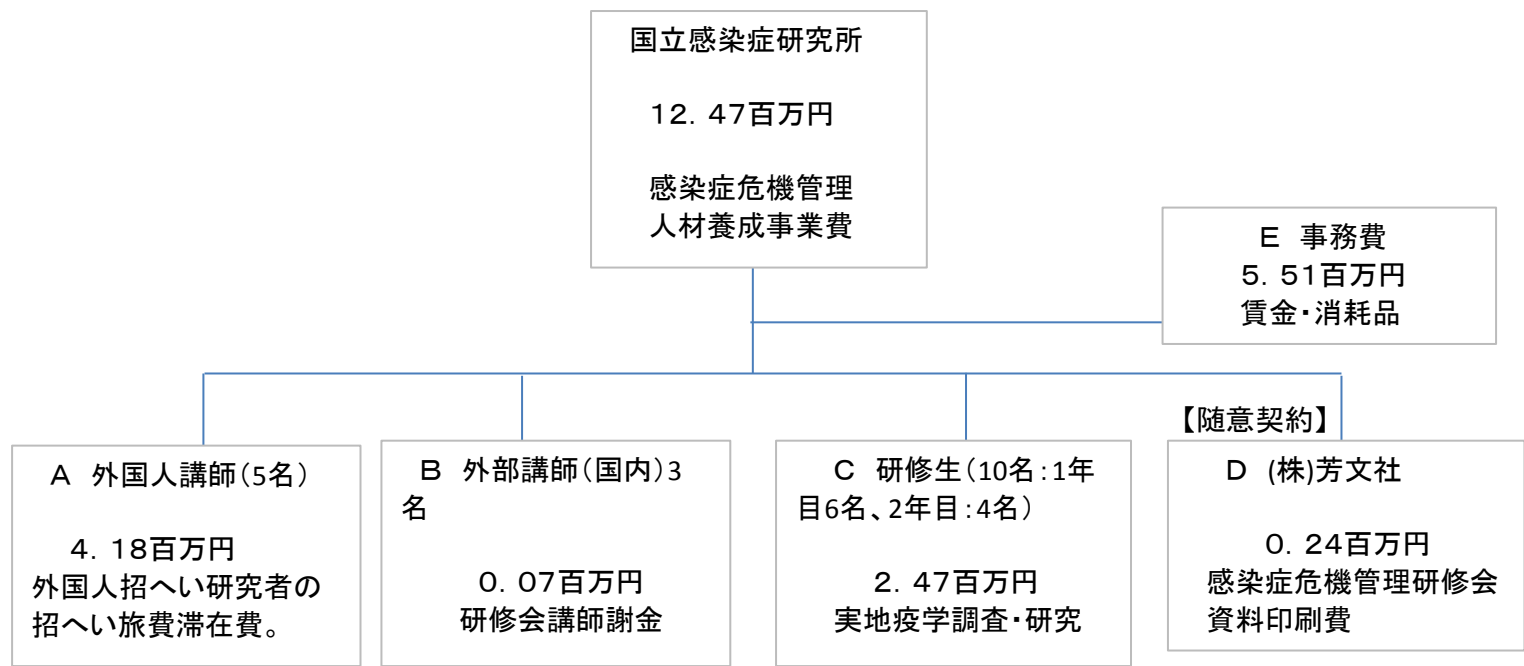 国立感染症研究所
12．47百万円
感染症危機管理
人材養成事業費
E　事務費
5．51百万円
賃金・消耗品
【随意契約】
A　外国人講師（5名）
4．18百万円
外国人招へい研究者の
招へい旅費滞在費。
B　外部講師（国内）3
名
0．07百万円
研修会講師謝金
C　研修生（10名：1年
目6名、2年目：4名）
2．47百万円
実地疫学調査・研究
D　(株)芳文社
0．24百万円
感染症危機管理研修会
資料印刷費